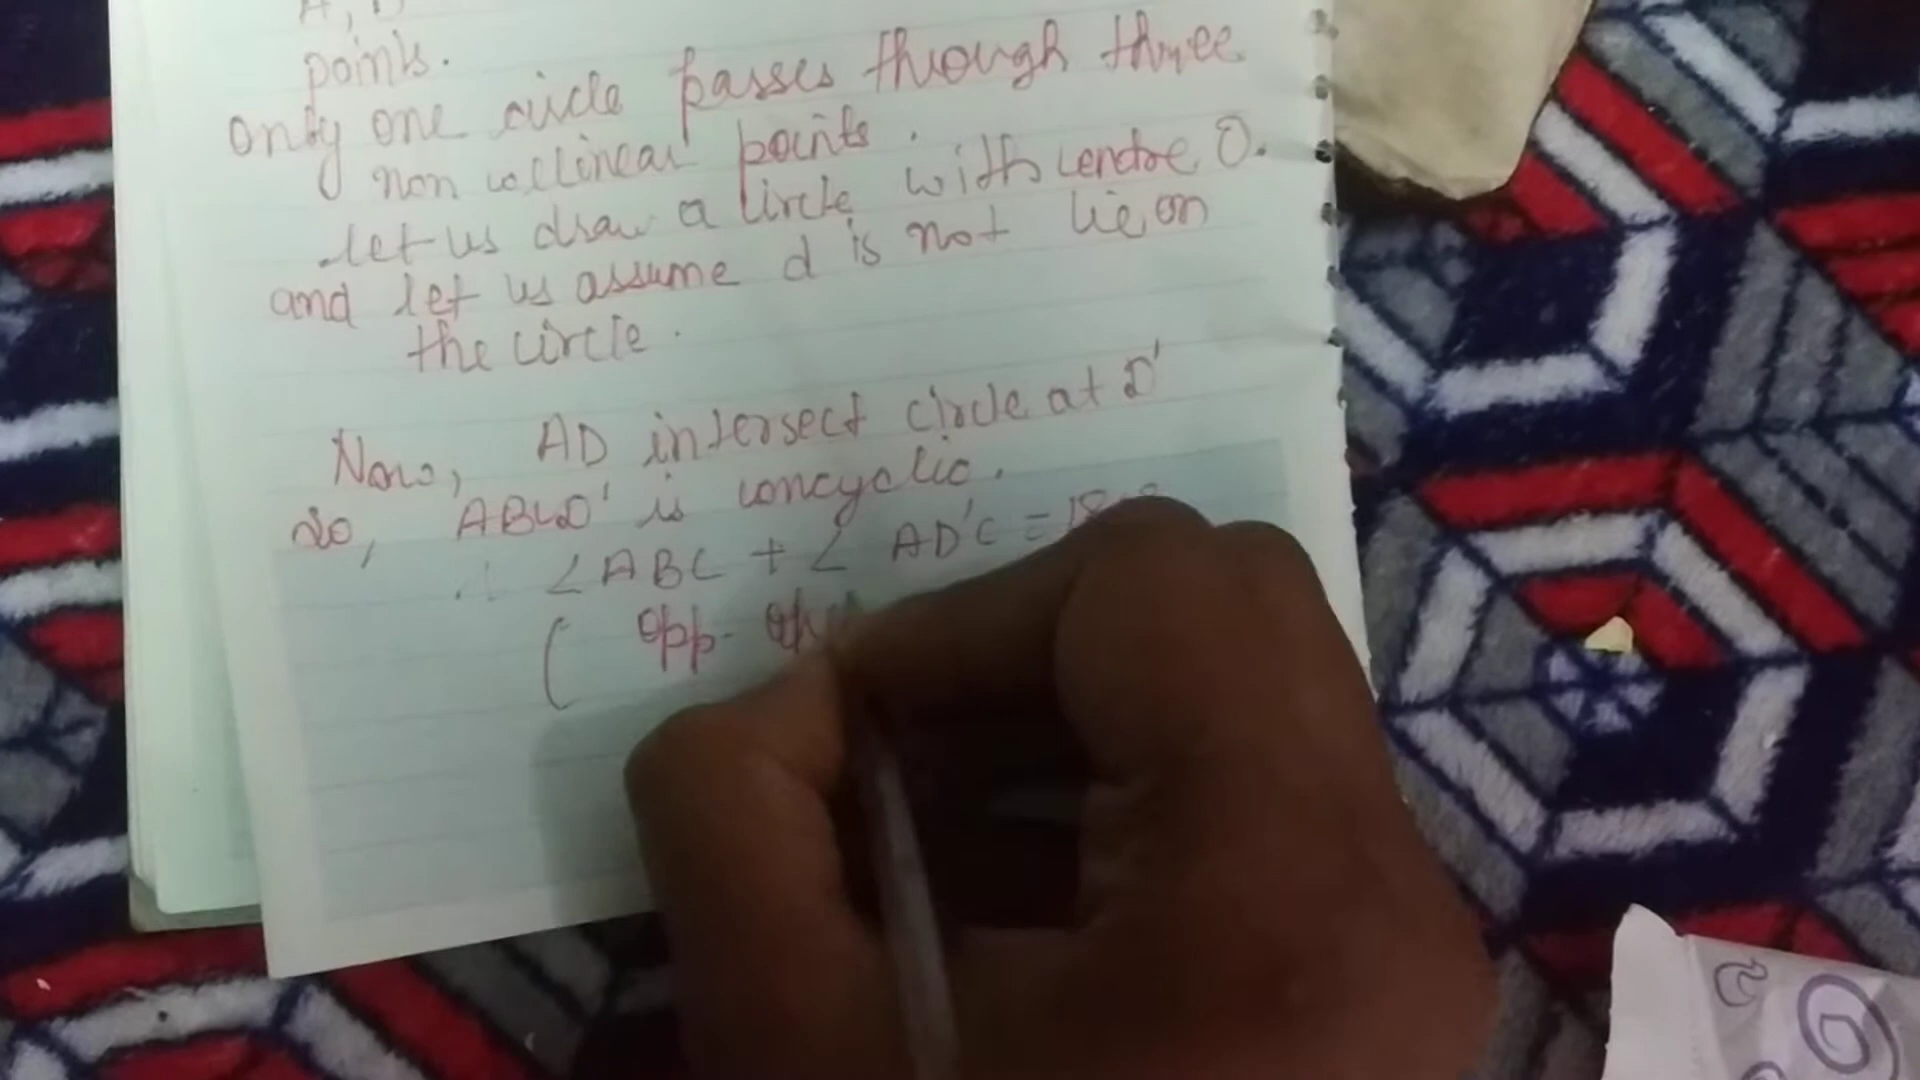 points.
only one circle passes through three
non collinear points.
let us draw a circle with centre O.
and let us assume d is not lie on
the circle.
Now, AD intersect circle at D'
So, ABCD' is concyclic.
∴ ∠ABC + ∠ AD'C =
( opp.